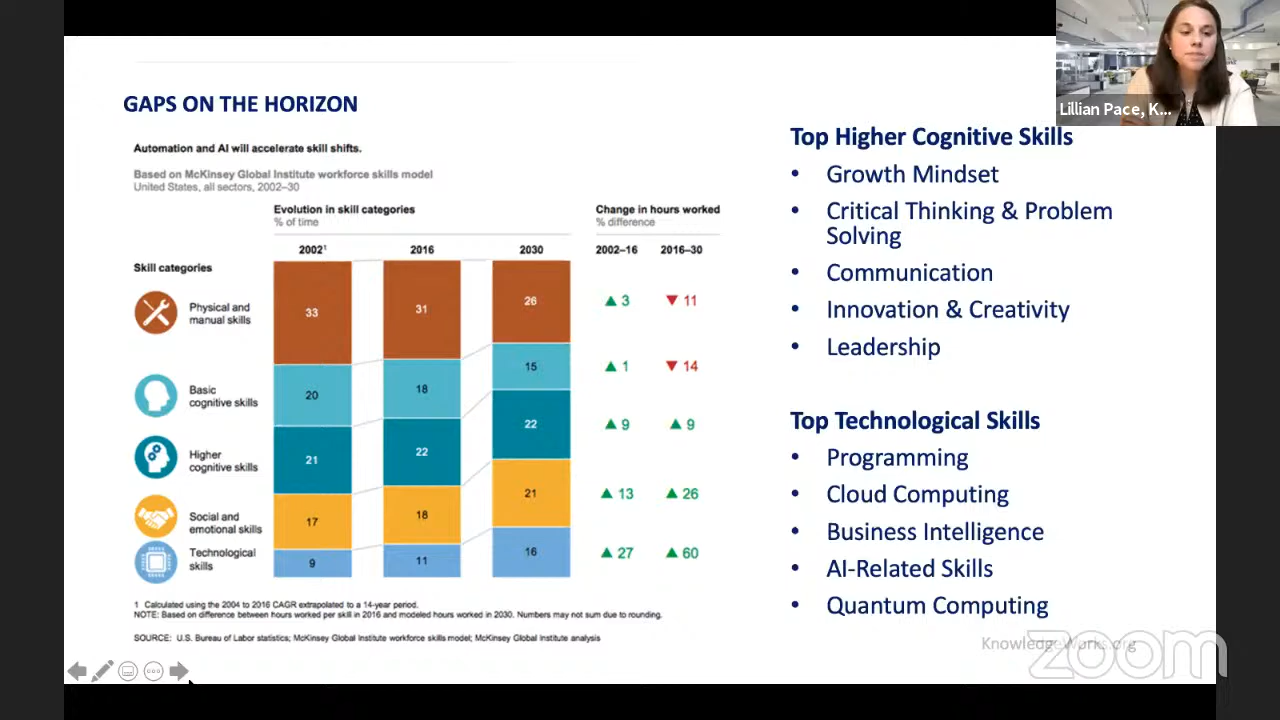 GAPS ON THE HORIZON
Automation and AI will accelerate skill shifts.
Based on McKinsey Global Institute workforce skills model
United States, all sectors, 2002–30
Evolution in skill categories
% of time
Change in hours worked
% difference
2002¹ 2016 2030 2002–16 2016–30
Skill categories
Physical and
manual skills
33 31 26 ▲ 3 ▼ 11
Basic
cognitive skills
20 18 15 ▲ 1 ▼ 14
Higher
cognitive skills
21 22 22 ▲ 9 ▲ 9
Social and
emotional skills
17 18 21 ▲ 13 ▲ 26
Technological
skills
9 11 16 ▲ 27 ▲ 60
1 Calculated using the 2004 to 2016 CAGR extrapolated to a 14-year period.
NOTE: Based on difference between hours worked per skill in 2016 and modeled hours worked in 2030. Numbers may not sum due to rounding.
SOURCE: U.S. Bureau of Labor statistics; McKinsey Global Institute workforce skills model; McKinsey Global Institute analysis
Lillian Pace, K...
Top Higher Cognitive Skills
• Growth Mindset
• Critical Thinking & Problem
Solving
• Communication
• Innovation & Creativity
• Leadership
Top Technological Skills
• Programming
• Cloud Computing
• Business Intelligence
• AI-Related Skills
• Quantum Computing
KnowledgeWorks.org
zoom